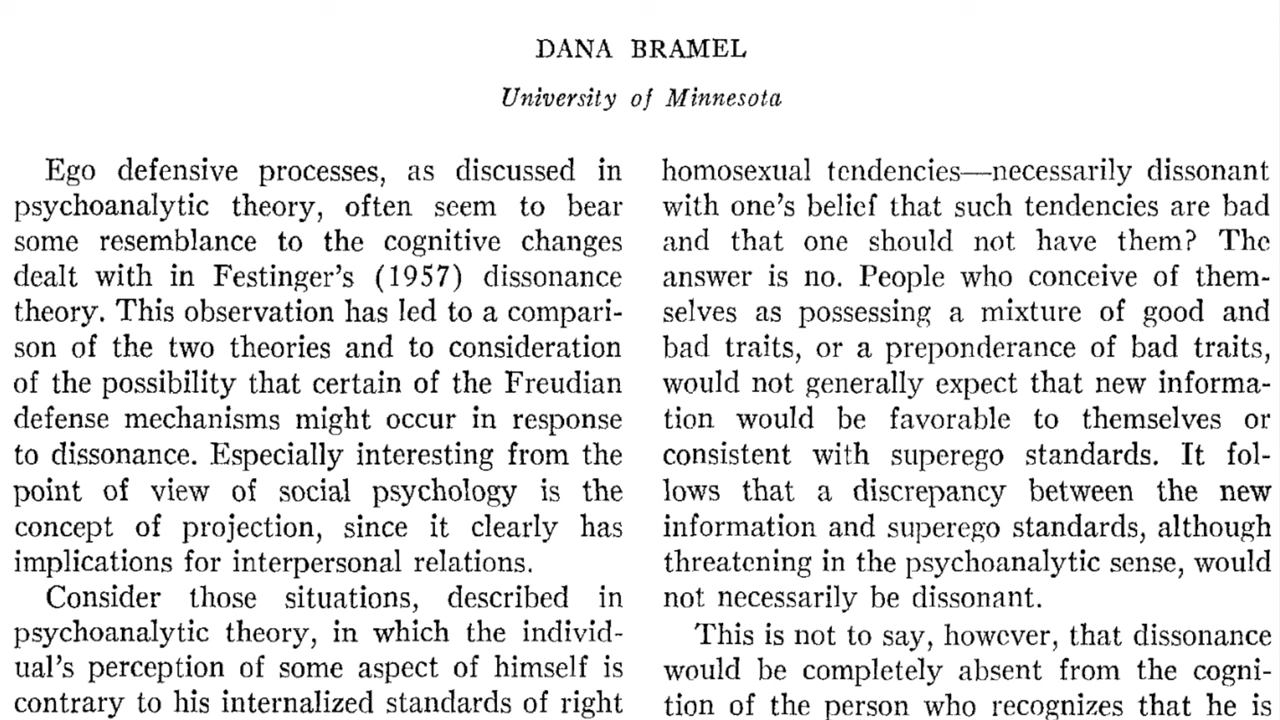 DANA BRAMEL
University of Minnesota
Ego defensive processes, as discussed in
psychoanalytic theory, often seem to bear
some resemblance to the cognitive changes
dealt with in Festinger's (1957) dissonance
theory. This observation has led to a compari-
son of the two theories and to consideration
of the possibility that certain of the Freudian
defense mechanisms might occur in response
to dissonance. Especially interesting from the
point of view of social psychology is the
concept of projection, since it clearly has
implications for interpersonal relations.
Consider those situations, described in
psychoanalytic theory, in which the individ-
ual's perception of some aspect of himself is
contrary to his internalized standards of right
homosexual tendencies—necessarily dissonant
with one's belief that such tendencies are bad
and that one should not have them? The
answer is no. People who conceive of them-
selves as possessing a mixture of good and
bad traits, or a preponderance of bad traits,
would not generally expect that new informa-
tion would be favorable to themselves or
consistent with superego standards. It fol-
lows that a discrepancy between the new
information and superego standards, although
threatening in the psychoanalytic sense, would
not necessarily be dissonant.
This is not to say, however, that dissonance
would be completely absent from the cogni-
tion of the person who recognizes that he is